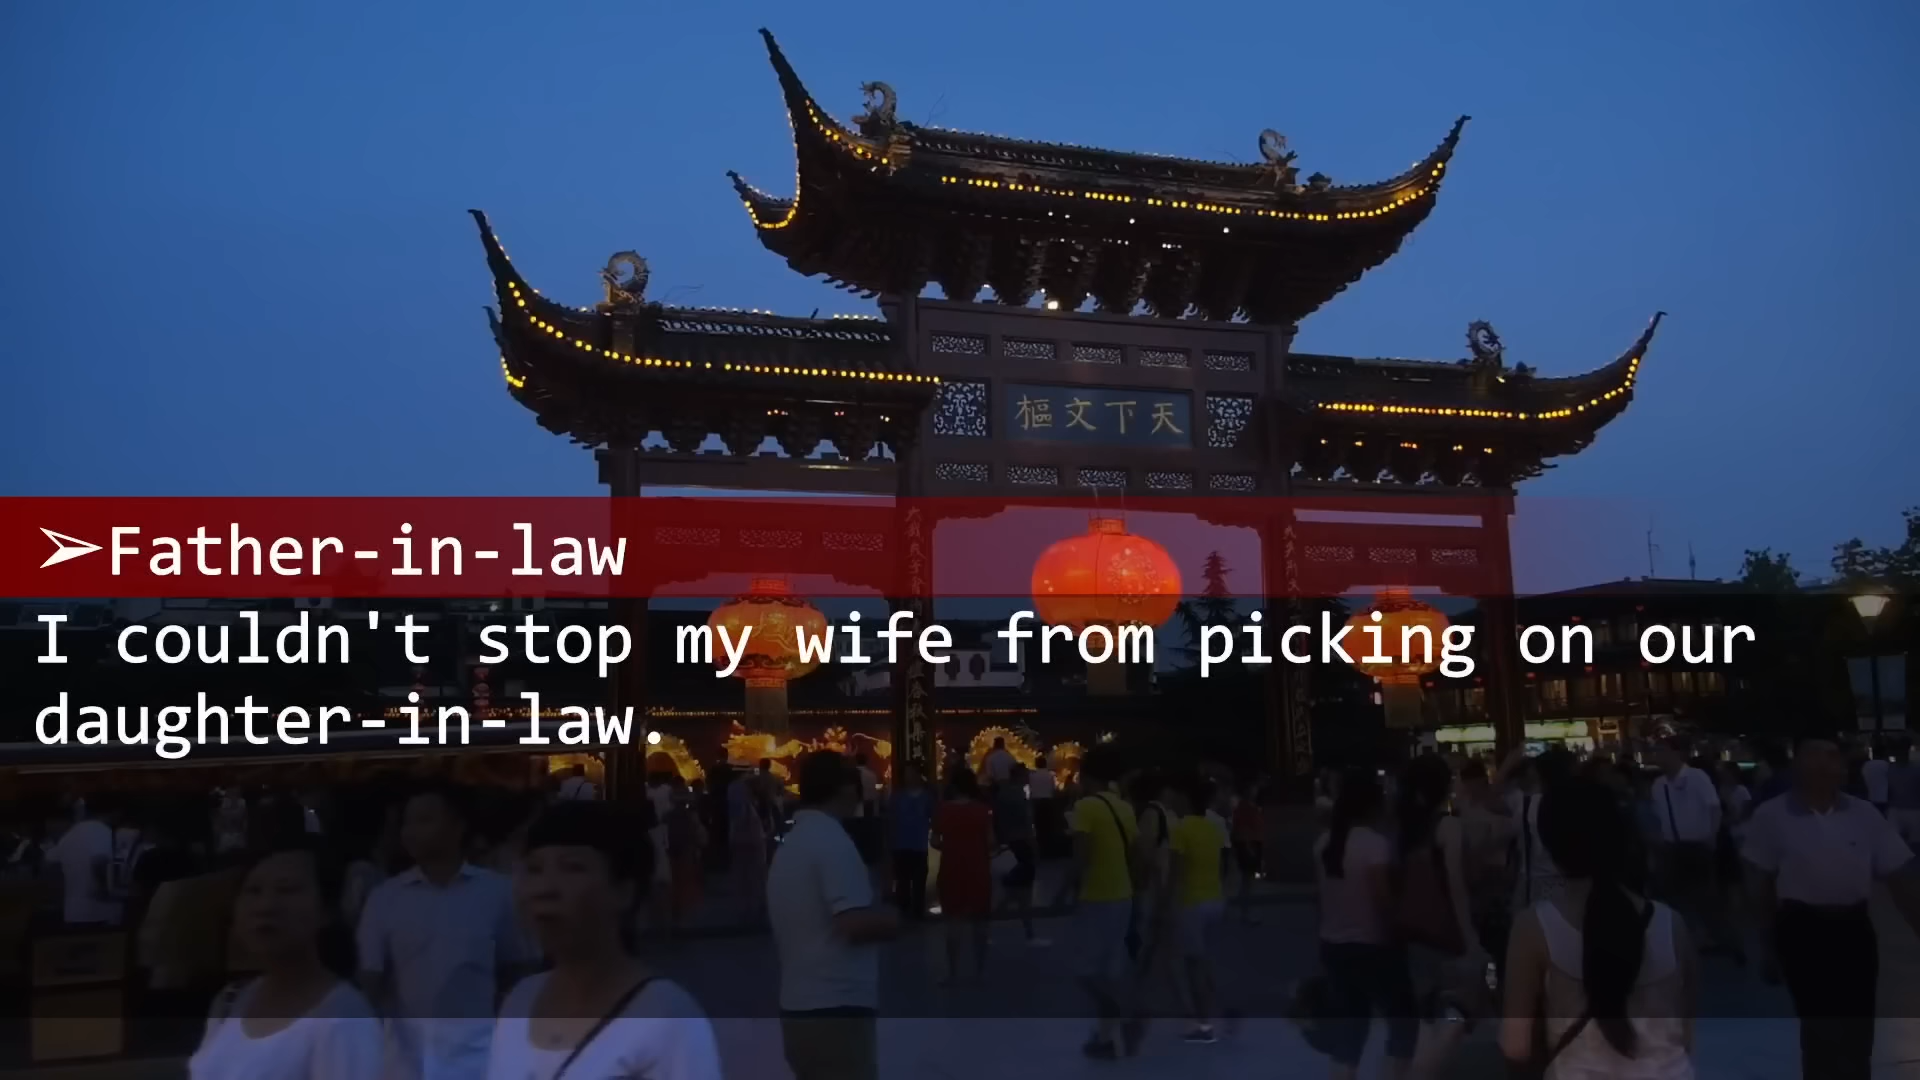 樞文下天
➢Father-in-law
I couldn't stop my wife from picking on our
daughter-in-law.